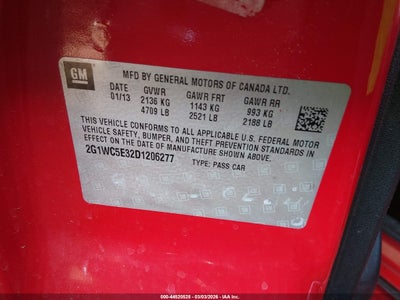 GM
MFD BY GENERAL MOTORS OF CANADA LTD.
DATE GVWR GAWR FRT GAWR RR
01/13 2136 KG 1143 KG 993 KG
4709 LB 2521 LB 2188 LB
THIS VEHICLE CONFORMS TO ALL APPLICABLE U.S. FEDERAL MOTOR
VEHICLE SAFETY, BUMPER, AND THEFT PREVENTION STANDARDS IN
EFFECT ON THE DATE OF MANUFACTURE SHOWN ABOVE.
2G1WC5E32D1206277 TYPE: PASS CAR
000-44520528 - 03/03/2026 - IAA Inc.